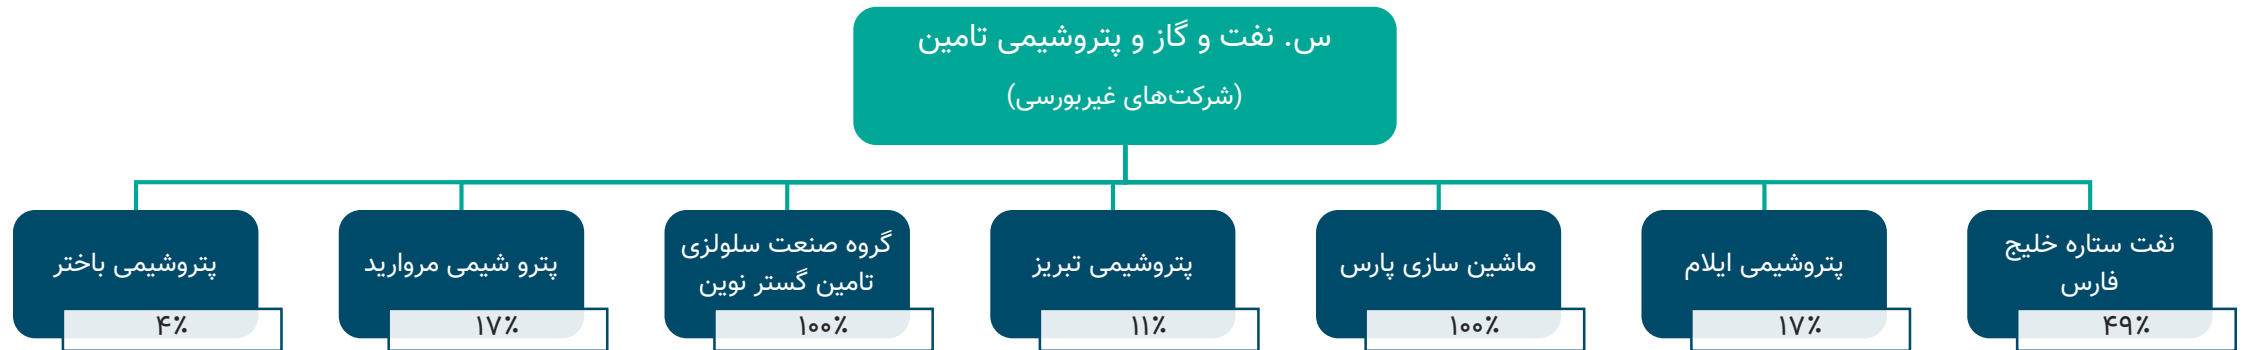 س. نفت و گاز و پتروشیمی تامین
(شرکت‌های غیربورسی)
نفت ستاره خلیج
فارس
۴۹٪
پتروشیمی ایلام
۱۷٪
ماشین سازی پارس
۱۰۰٪
پتروشیمی تبریز
۱۱٪
گروه صنعت سلولزی
تامین گستر نوین
۱۰۰٪
پترو شیمی مروارید
۱۷٪
پتروشیمی باختر
۴٪